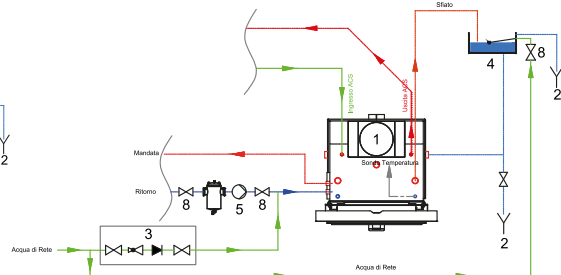 Sfiato
8
4
2
Ingresso ACS
Uscita ACS
1
2
Mandata
Sonda Temperatura
Ritorno
8
5
8
3
2
Acqua di Rete
Acqua di Rete